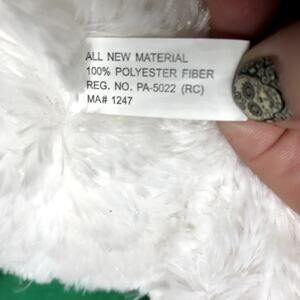 ALL NEW MATERIAL
100% POLYESTER FIBER
REG. NO. PA-5022 (RC)
MA# 1247